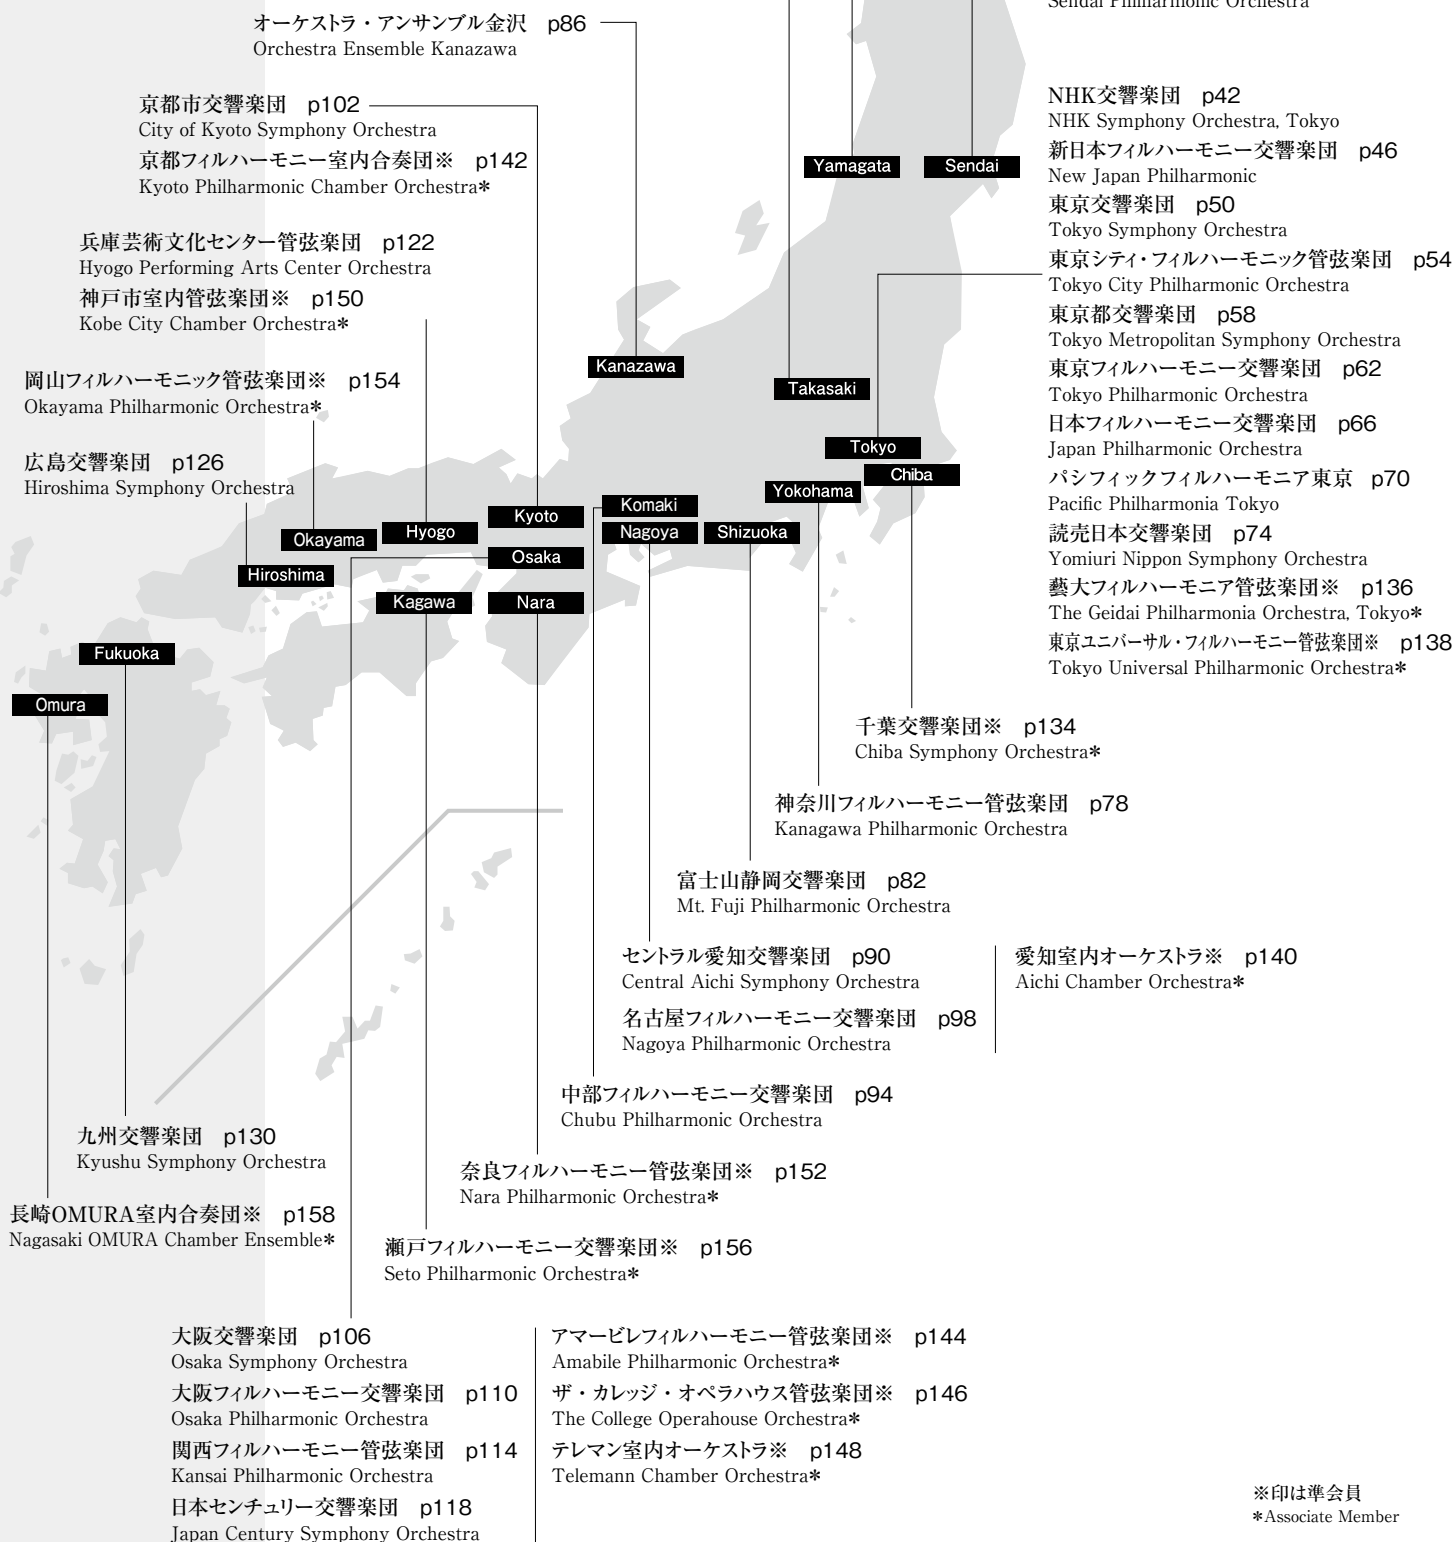 Sendai Philharmonic Orchestra
オーケストラ・アンサンブル金沢 p86
Orchestra Ensemble Kanazawa
京都市交響楽団 p102
City of Kyoto Symphony Orchestra
京都フィルハーモニー室内合奏団※ p142
Kyoto Philharmonic Chamber Orchestra*
兵庫芸術文化センター管弦楽団 p122
Hyogo Performing Arts Center Orchestra
神戸市室内管弦楽団※ p150
Kobe City Chamber Orchestra*
岡山フィルハーモニック管弦楽団※ p154
Okayama Philharmonic Orchestra*
広島交響楽団 p126
Hiroshima Symphony Orchestra
NHK交響楽団 p42
NHK Symphony Orchestra, Tokyo
新日本フィルハーモニー交響楽団 p46
New Japan Philharmonic
東京交響楽団 p50
Tokyo Symphony Orchestra
東京シティ・フィルハーモニック管弦楽団 p54
Tokyo City Philharmonic Orchestra
東京都交響楽団 p58
Tokyo Metropolitan Symphony Orchestra
東京フィルハーモニー交響楽団 p62
Tokyo Philharmonic Orchestra
日本フィルハーモニー交響楽団 p66
Japan Philharmonic Orchestra
パシフィックフィルハーモニア東京 p70
Pacific Philharmonia Tokyo
読売日本交響楽団 p74
Yomiuri Nippon Symphony Orchestra
藝大フィルハーモニア管弦楽団※ p136
The Geidai Philharmonia Orchestra, Tokyo*
東京ユニバーサル・フィルハーモニー管弦楽団※ p138
Tokyo Universal Philharmonic Orchestra*
Yamagata
Sendai
Kanazawa
Takasaki
Tokyo
Chiba
Yokohama
Komaki
Nagoya
Shizuoka
Kyoto
Hyogo
Okayama
Osaka
Hiroshima
Kagawa
Nara
Fukuoka
Omura
千葉交響楽団※ p134
Chiba Symphony Orchestra*
神奈川フィルハーモニー管弦楽団 p78
Kanagawa Philharmonic Orchestra
富士山静岡交響楽団 p82
Mt. Fuji Philharmonic Orchestra
セントラル愛知交響楽団 p90
Central Aichi Symphony Orchestra
名古屋フィルハーモニー交響楽団 p98
Nagoya Philharmonic Orchestra
愛知室内オーケストラ※ p140
Aichi Chamber Orchestra*
中部フィルハーモニー交響楽団 p94
Chubu Philharmonic Orchestra
九州交響楽団 p130
Kyushu Symphony Orchestra
奈良フィルハーモニー管弦楽団※ p152
Nara Philharmonic Orchestra*
長崎OMURA室内合奏団※ p158
Nagasaki OMURA Chamber Ensemble*
瀬戸フィルハーモニー交響楽団※ p156
Seto Philharmonic Orchestra*
大阪交響楽団 p106
Osaka Symphony Orchestra
大阪フィルハーモニー交響楽団 p110
Osaka Philharmonic Orchestra
関西フィルハーモニー管弦楽団 p114
Kansai Philharmonic Orchestra
日本センチュリー交響楽団 p118
Japan Century Symphony Orchestra
アマービレフィルハーモニー管弦楽団※ p144
Amabile Philharmonic Orchestra*
ザ・カレッジ・オペラハウス管弦楽団※ p146
The College Operahouse Orchestra*
テレマン室内オーケストラ※ p148
Telemann Chamber Orchestra*
※印は準会員
*Associate Member